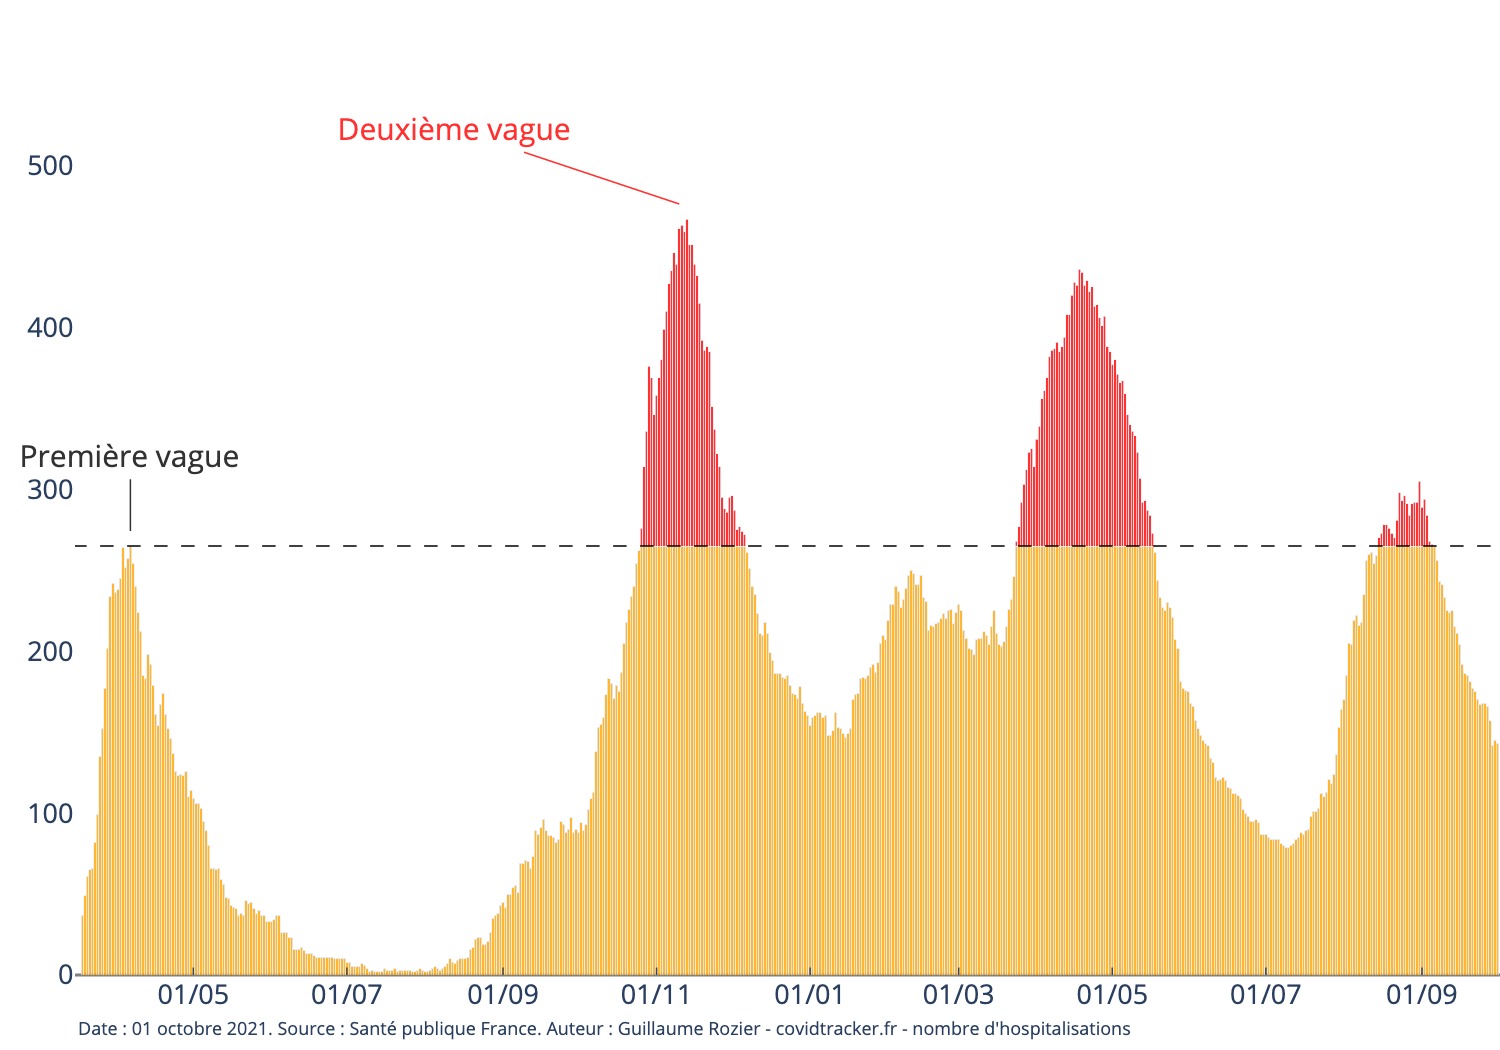 Deuxième vague
500
400
Première vague
300
200
100
0
01/05 01/07 01/09 01/11 01/01 01/03 01/05 01/07 01/09
Date : 01 octobre 2021. Source : Santé publique France. Auteur : Guillaume Rozier - covidtracker.fr - nombre d'hospitalisations